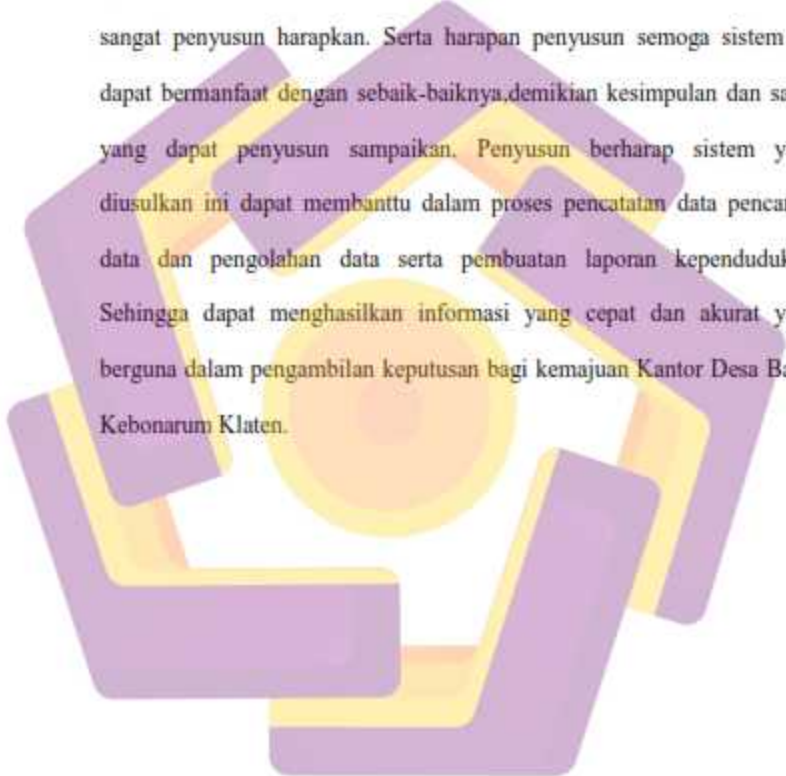 sangat penyusun harapkan. Serta harapan penyusun semoga sistem
dapat bermanfaat dengan sebaik-baiknya,demikian kesimpulan dan sa
yang dapat penyusun sampaikan. Penyusun berharap sistem y
diusulkan ini dapat membanttu dalam proses pencatatan data pencar
data dan pengolahan data serta pembuatan laporan kependuduk
Sehingga dapat menghasilkan informasi yang cepat dan akurat y
berguna dalam pengambilan keputusan bagi kemajuan Kantor Desa Ba
Kebonarum Klaten.